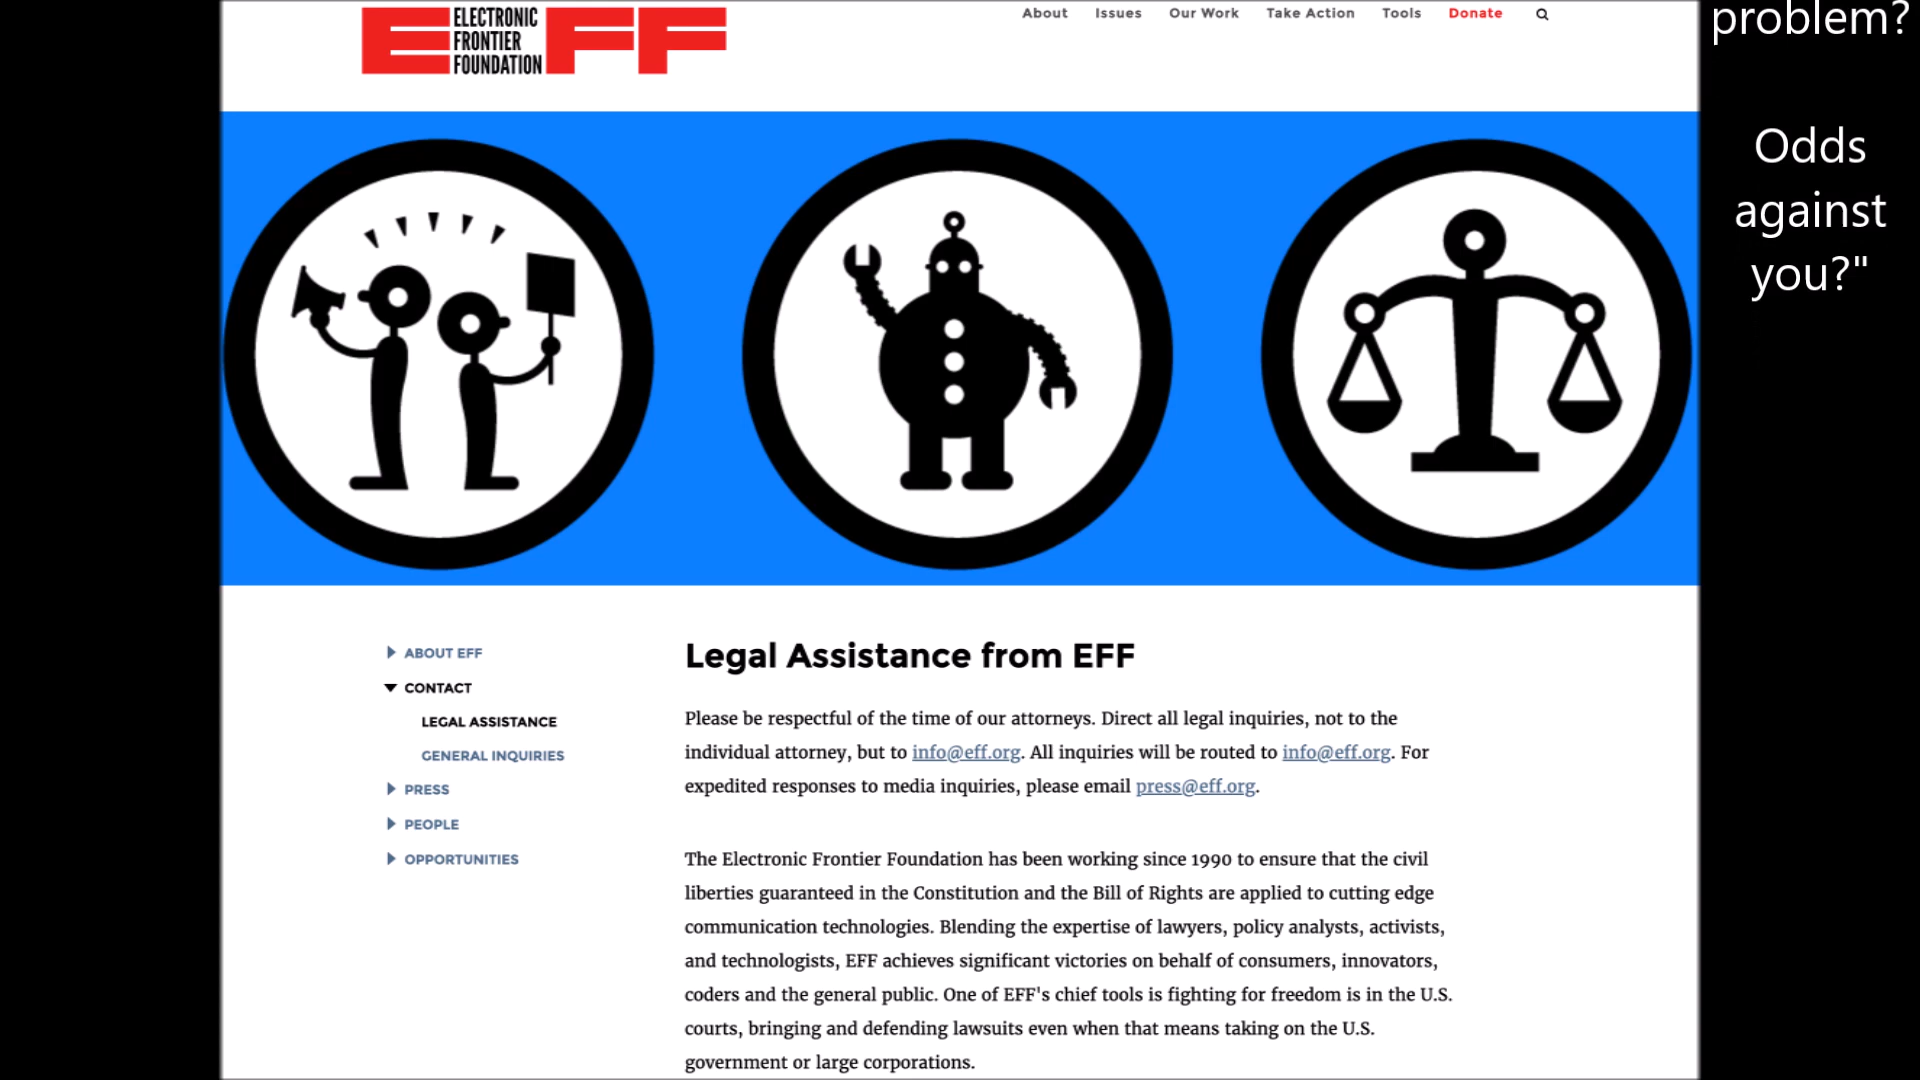 ELECTRONIC
FRONTIER
FOUNDATION
EFF
About Issues Our Work Take Action Tools Donate
problem?
Odds
against
you?"
ABOUT EFF
CONTACT
LEGAL ASSISTANCE
GENERAL INQUIRIES
PRESS
PEOPLE
OPPORTUNITIES
Legal Assistance from EFF
Please be respectful of the time of our attorneys. Direct all legal inquiries, not to the
individual attorney, but to info@eff.org. All inquiries will be routed to info@eff.org. For
expedited responses to media inquiries, please email press@eff.org.
The Electronic Frontier Foundation has been working since 1990 to ensure that the civil
liberties guaranteed in the Constitution and the Bill of Rights are applied to cutting edge
communication technologies. Blending the expertise of lawyers, policy analysts, activists,
and technologists, EFF achieves significant victories on behalf of consumers, innovators,
coders and the general public. One of EFF's chief tools is fighting for freedom is in the U.S.
courts, bringing and defending lawsuits even when that means taking on the U.S.
government or large corporations.